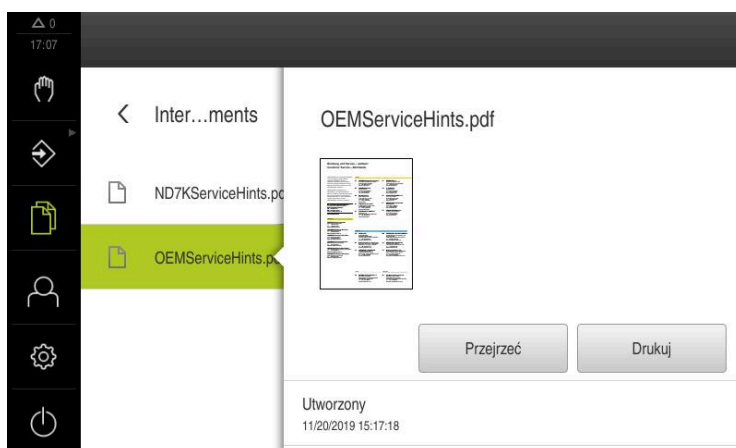 0
17:07
Inter...ments
ND7KServiceHints.pd
OEMServiceHints.p
OEMServiceHints.pdf
Przejrzeć
Drukuj
Utworzony
11/20/2019 15:17:18